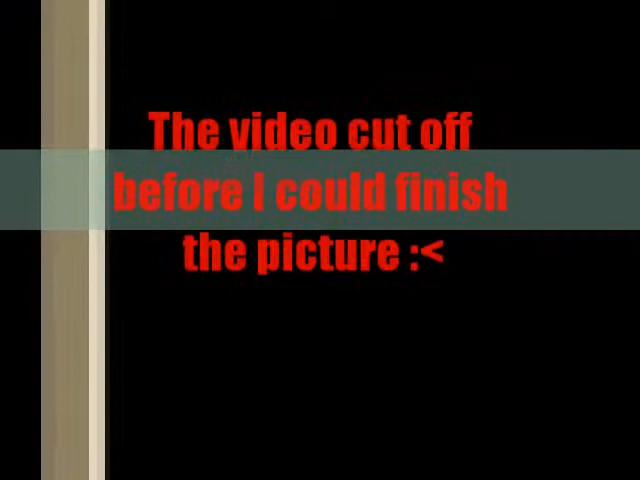 The video cut off
before I could finish
the picture :<